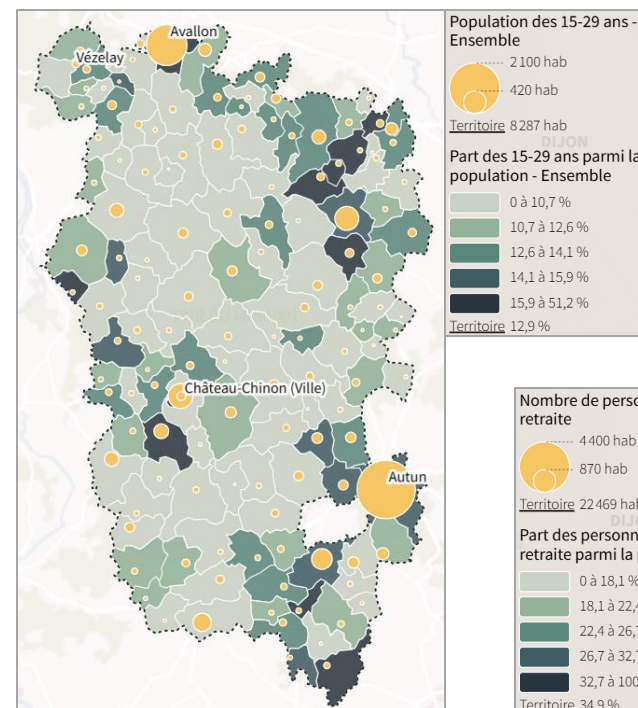 Avallon
Vézelay
Château-Chinon (Ville)
Autun
Population des 15-29 ans -
Ensemble
2 100 hab
420 hab
Territoire 8 287 hab
DIJON
Part des 15-29 ans parmi la
population - Ensemble
0 à 10,7 %
10,7 à 12,6 %
12,6 à 14,1 %
14,1 à 15,9 %
15,9 à 51,2 %
Territoire 12,9 %
Nombre de perso
retraite
4 400 hab
870 hab
Territoire 22 469 hab
DIJO
Part des personn
retraite parmi la p
0 à 18,1 %
18,1 à 22,4
22,4 à 26,7
26,7 à 32,7
32,7 à 100
Territoire 34,9 %